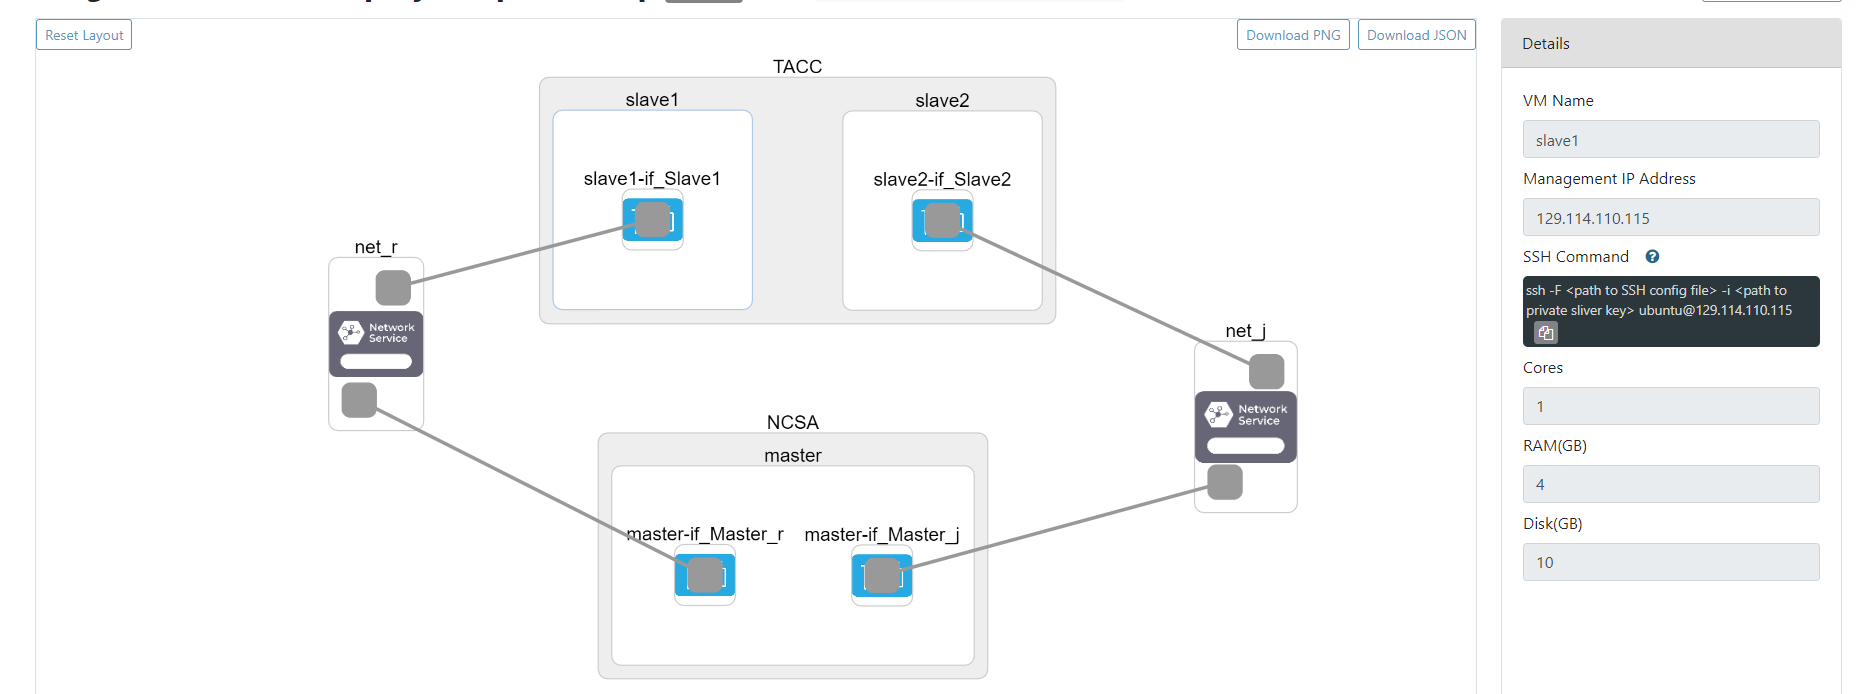 Reset Layout
Download PNG
Download JSON
TACC
slave1
slave2
slave1-if_Slave1
slave2-if_Slave2
net_r
Network
Service
net_j
Network
Service
NCSA
master
master-if_Master_r
master-if_Master_j
Details
VM Name
slave1
Management IP Address
129.114.110.115
SSH Command
?
ssh -F <path to SSH config file> -i <path to
private sliver key> ubuntu@129.114.110.115
Cores
1
RAM(GB)
4
Disk(GB)
10